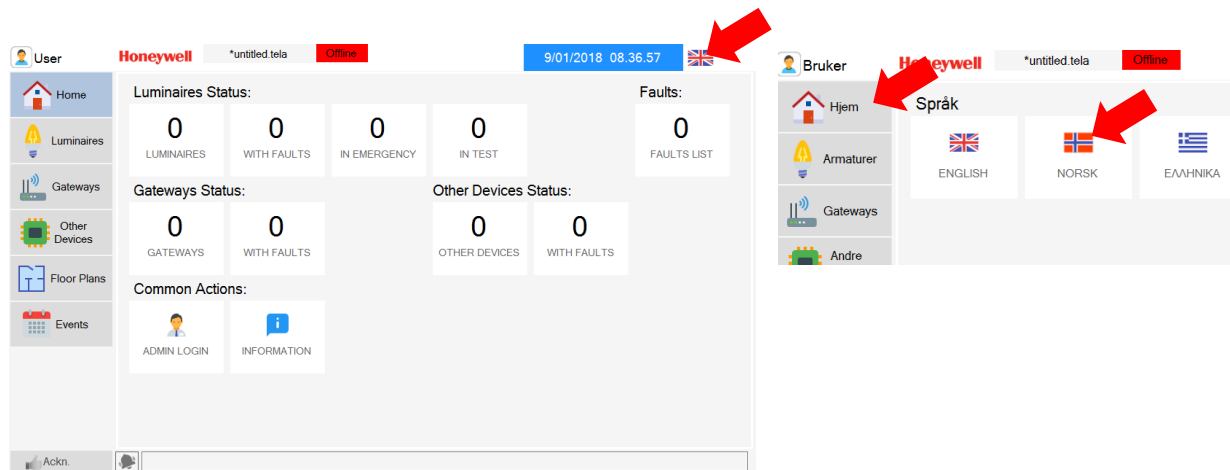 User
Honeywell
*untitled.tela
Offline
9/01/2018 08.36.57
Home
Luminaires
Gateways
Other
Devices
Floor Plans
Events
Ackn.
Luminaires Status:
Faults:
0
LUMINAIRES
0
WITH FAULTS
0
IN EMERGENCY
0
IN TEST
0
FAULTS LIST
Gateways Status:
Other Devices Status:
0
GATEWAYS
0
WITH FAULTS
0
OTHER DEVICES
0
WITH FAULTS
Common Actions:
ADMIN LOGIN
INFORMATION
Bruker
Honeywell
*untitled.tela
Offline
Hjem
Armaturer
Gateways
Andre
Språk
ENGLISH
NORSK
ΕΛΛΗΝΙΚΑ